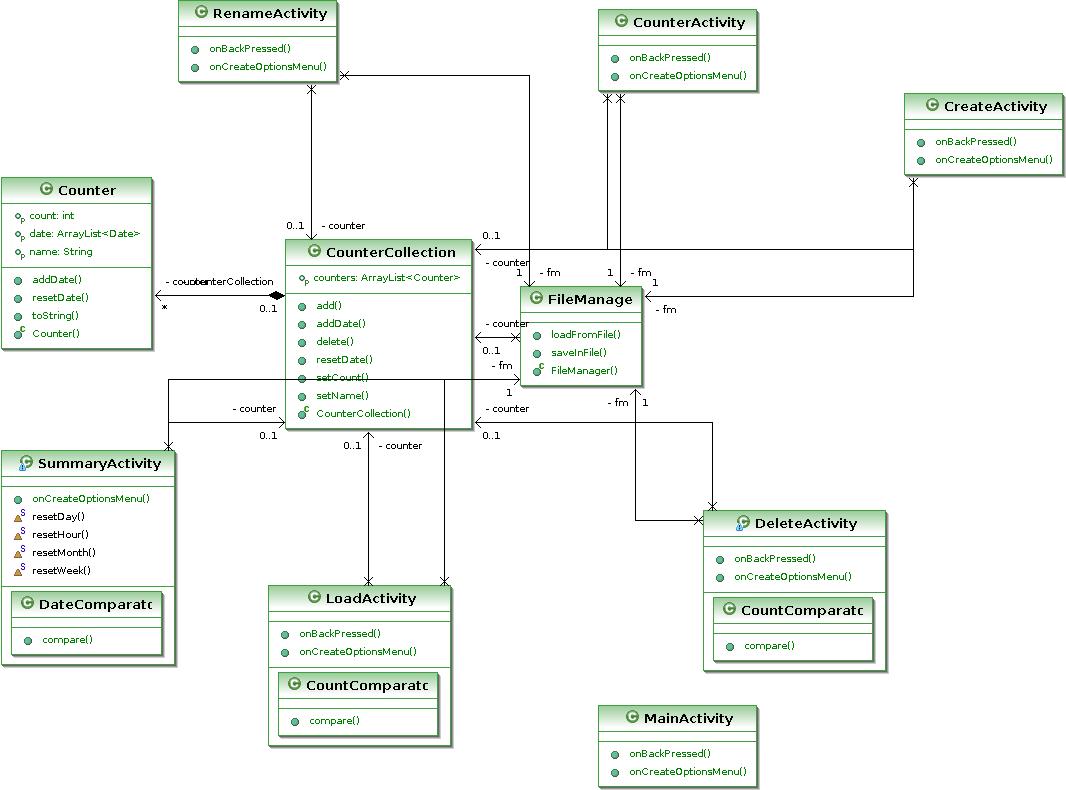 RenameActivity
onBackPressed()
onCreateOptionsMenu()
CounterActivity
onBackPressed()
onCreateOptionsMenu()
CreateActivity
onBackPressed()
onCreateOptionsMenu()
Counter
count: int
date: ArrayList<Date>
name: String
addDate()
resetDate()
toString()
Counter()
*
0..1
0..1 - counter
CounterCollection
counters: ArrayList<Counter>
add()
addDate()
delete()
resetDate()
setCount()
setName()
CounterCollection()
0..1
- counter
1 - fm
1 - fm
1
- fm
FileManage
loadFromFile()
saveInFile()
FileManager()
- counter
0..1
- fm
1
- fm 1
- counter
0..1
- counter
0..1
0..1 - counter
SummaryActivity
onCreateOptionsMenu()
resetDay()
resetHour()
resetMonth()
resetWeek()
DateComparatc
compare()
LoadActivity
onBackPressed()
onCreateOptionsMenu()
CountComparatc
compare()
DeleteActivity
onBackPressed()
onCreateOptionsMenu()
CountComparatc
compare()
MainActivity
onBackPressed()
onCreateOptionsMenu()